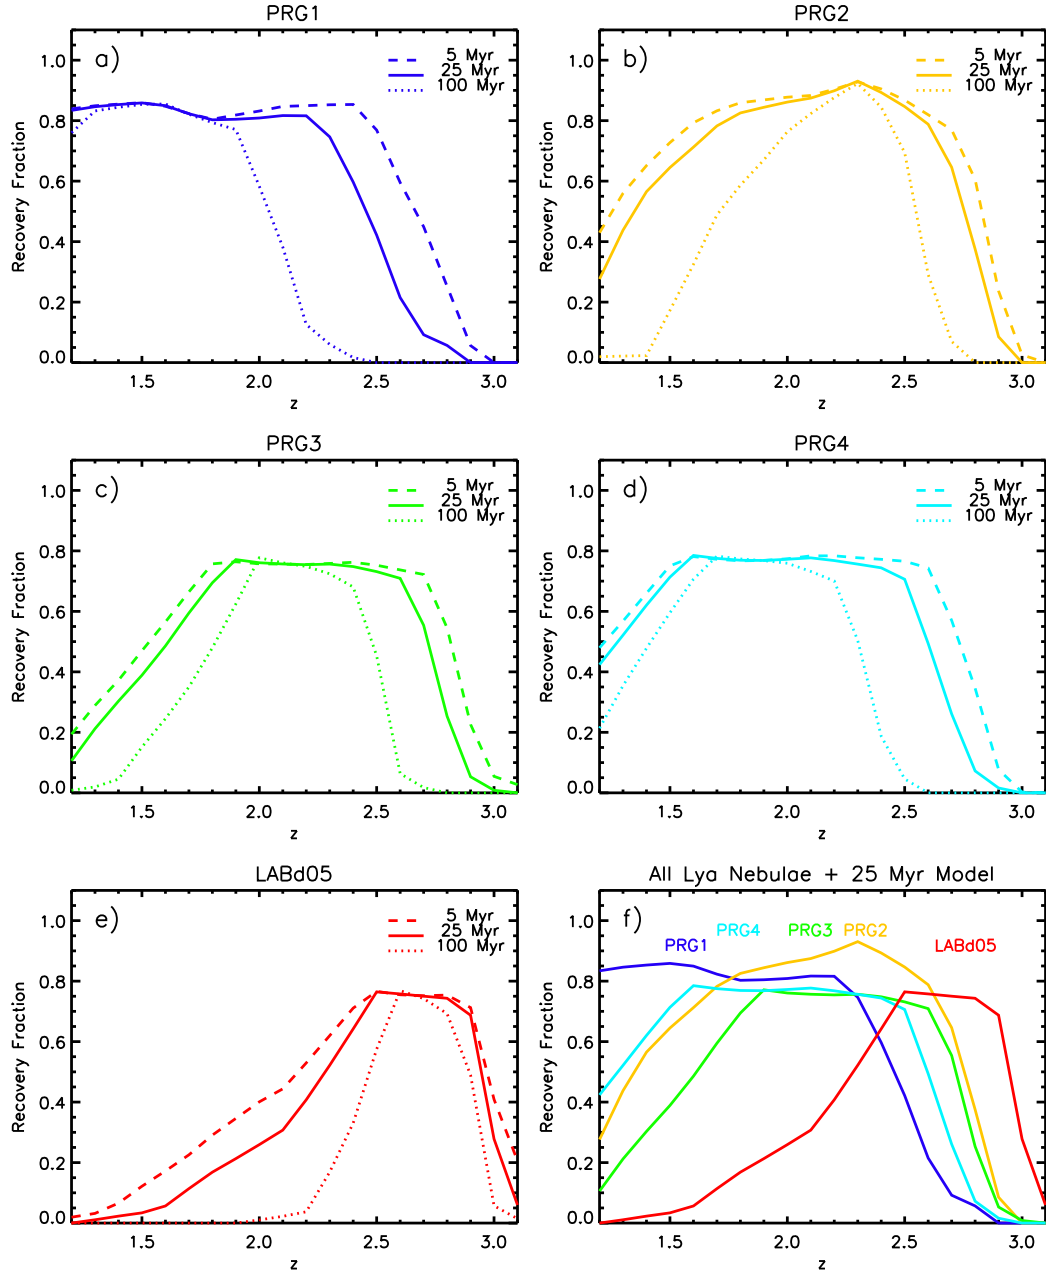 PRG1
a)
5 Myr
25 Myr
100 Myr
1.0
0.8
0.6
0.4
0.2
0.0
Recovery Fraction
1.5 2.0 2.5 3.0
z
PRG2
b)
5 Myr
25 Myr
100 Myr
1.0
0.8
0.6
0.4
0.2
0.0
Recovery Fraction
1.5 2.0 2.5 3.0
z
PRG3
c)
5 Myr
25 Myr
100 Myr
1.0
0.8
0.6
0.4
0.2
0.0
Recovery Fraction
1.5 2.0 2.5 3.0
z
PRG4
d)
5 Myr
25 Myr
100 Myr
1.0
0.8
0.6
0.4
0.2
0.0
Recovery Fraction
1.5 2.0 2.5 3.0
z
LABd05
e)
5 Myr
25 Myr
100 Myr
1.0
0.8
0.6
0.4
0.2
0.0
Recovery Fraction
1.5 2.0 2.5 3.0
z
All Lya Nebulae + 25 Myr Model
f)
PRG1
PRG4
PRG3
PRG2
LABd05
1.0
0.8
0.6
0.4
0.2
0.0
Recovery Fraction
1.5 2.0 2.5 3.0
z